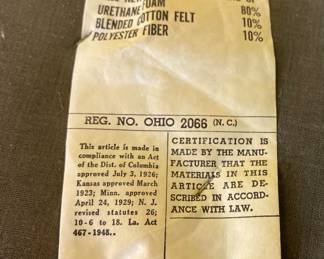 URETHANE FOAM 80%
BLENDED COTTON FELT 10%
POLYESTER FIBER 10%
REG. NO. OHIO 2066 (N. C.)
This article is made in
compliance with an Act
of the Dist. of Columbia
approved July 3, 1926;
Kansas approved March
1923; Minn. approved
April 24, 1929; N. J.
revised statutes 26;
10-6 to 18. La. Act
467-1948..
CERTIFICATION IS
MADE BY THE MANU-
FACTURER THAT THE
MATERIALS IN THIS
ARTICLE ARE DE-
SCRIBED IN ACCORD-
ANCE WITH LAW.